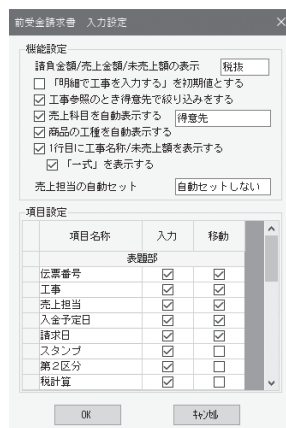 前受金請求書 入力設定
機能設定
請負金額/売上金額/未売上額の表示 税抜
「明細で工事を入力する」を初期値とする
工事参照のとき得意先で絞り込みをする
売上科目を自動表示する 得意先
商品の工種を自動表示する
1行目に工事名称/未売上額を表示する
「一式」を表示する
売上担当の自動セット 自動セットしない
項目設定
項目名称 入力 移動
表題部
伝票番号
工事
売上担当
入金予定日
請求日
スタンプ
第2区分
税計算
OK キャンセル